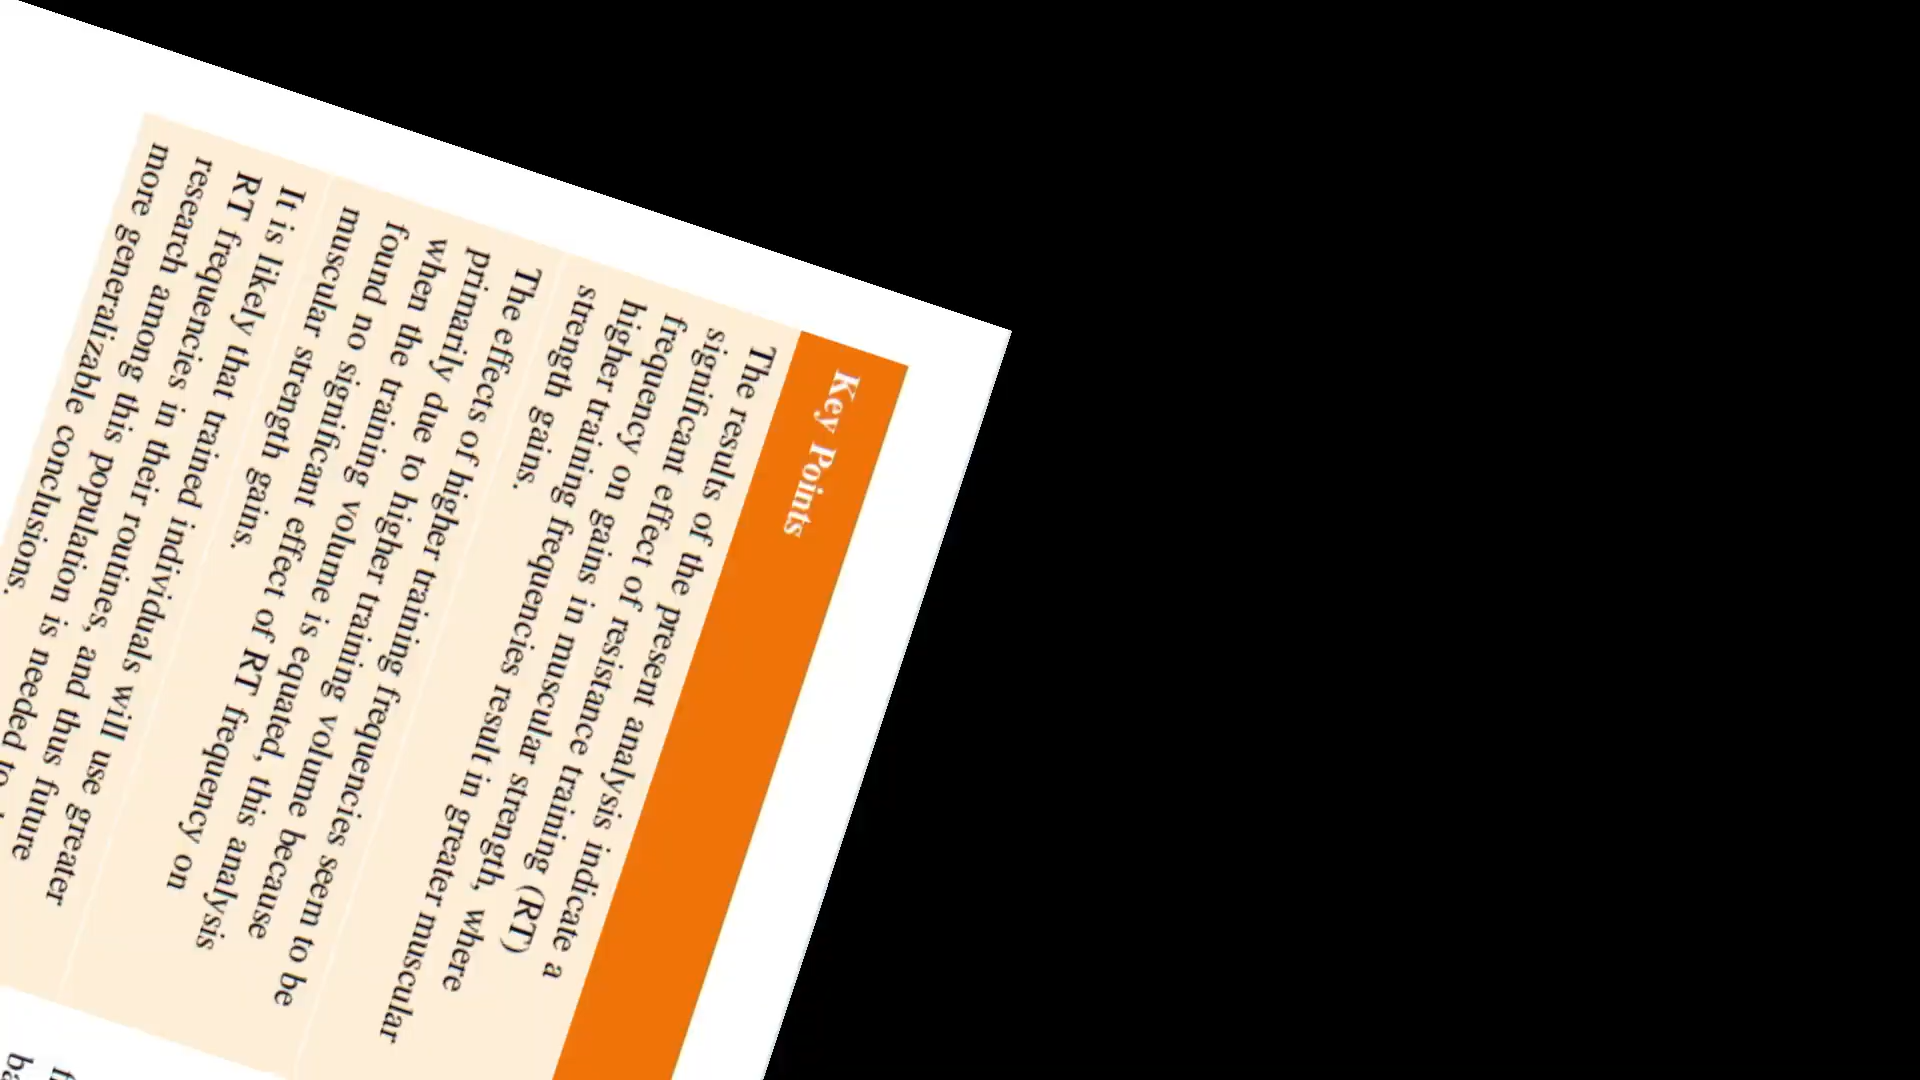 Key Points
The results of the present analysis indicate a
significant effect of resistance training (RT)
frequency on gains in muscular strength, where
higher training frequencies result in greater muscular
strength gains.
The effects of higher training frequencies seem to be
primarily due to higher training volume because
when the training volume is equated, this analysis
found no significant effect of RT frequency on
muscular strength gains.
It is likely that trained individuals will use greater
RT frequencies in their routines, and thus future
research among this population is needed to
more generalizable conclusions.